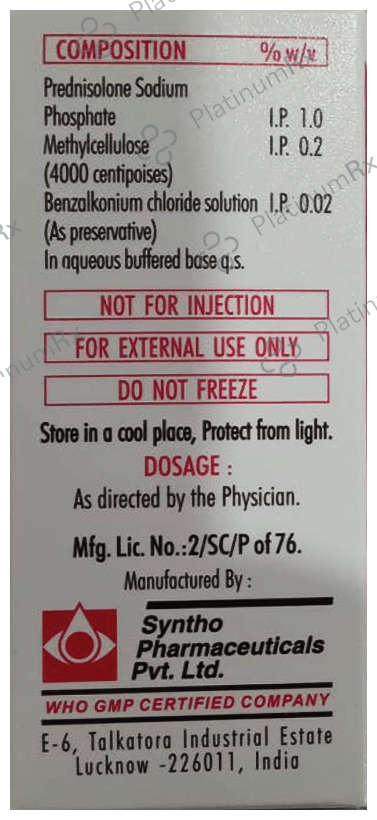 COMPOSITION % w/v
Prednisolone Sodium
Phosphate I.P. 1.0
Methylcellulose I.P. 0.2
(4000 centipoises)
Benzalkonium chloride solution I.P. 0.02
(As preservative)
In aqueous buffered base q.s.
NOT FOR INJECTION
FOR EXTERNAL USE ONLY
DO NOT FREEZE
Store in a cool place, Protect from light.
DOSAGE :
As directed by the Physician.
Mfg. Lic. No.:2/SC/P of 76.
Manufactured By :
Syntho
Pharmaceuticals
Pvt. Ltd.
WHO GMP CERTIFIED COMPANY
E-6, Talkatora Industrial Estate
Lucknow -226011, India
PlatinumRx
PlatinumRx